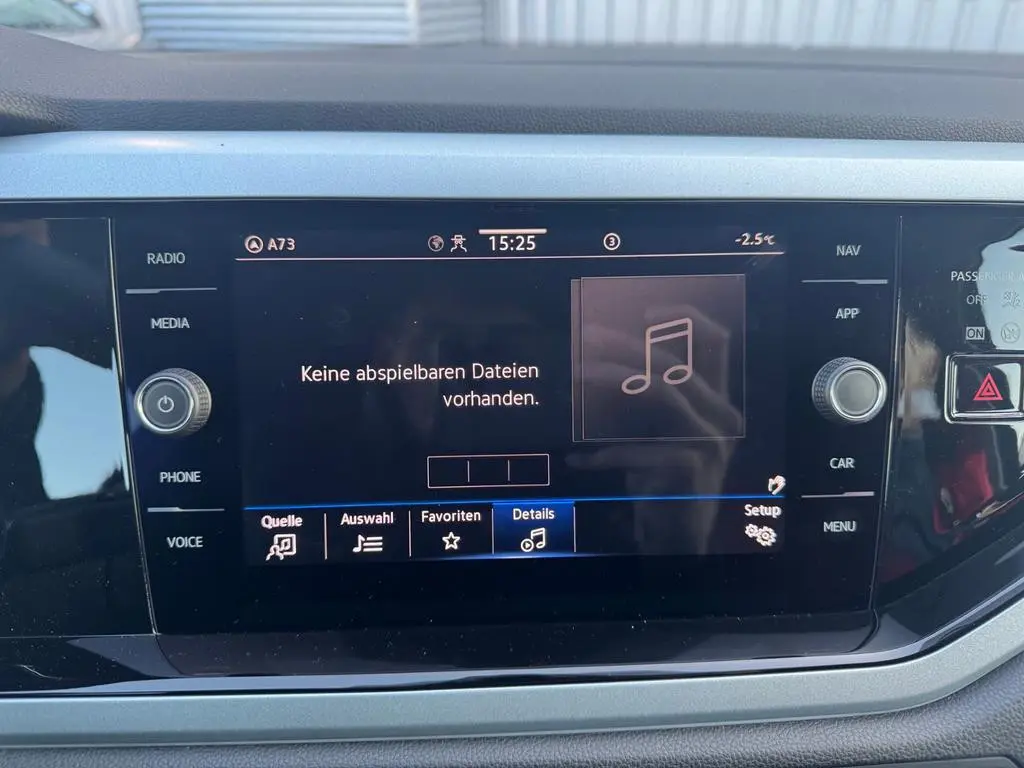 RADIO
MEDIA
PHONE
VOICE
A73
15:25
3
-2.5°C
Keine abspielbaren Dateien
vorhanden.
Quelle
Auswahl
Favoriten
Details
Setup
NAV
APP
CAR
MENU
PASSENGER
ON